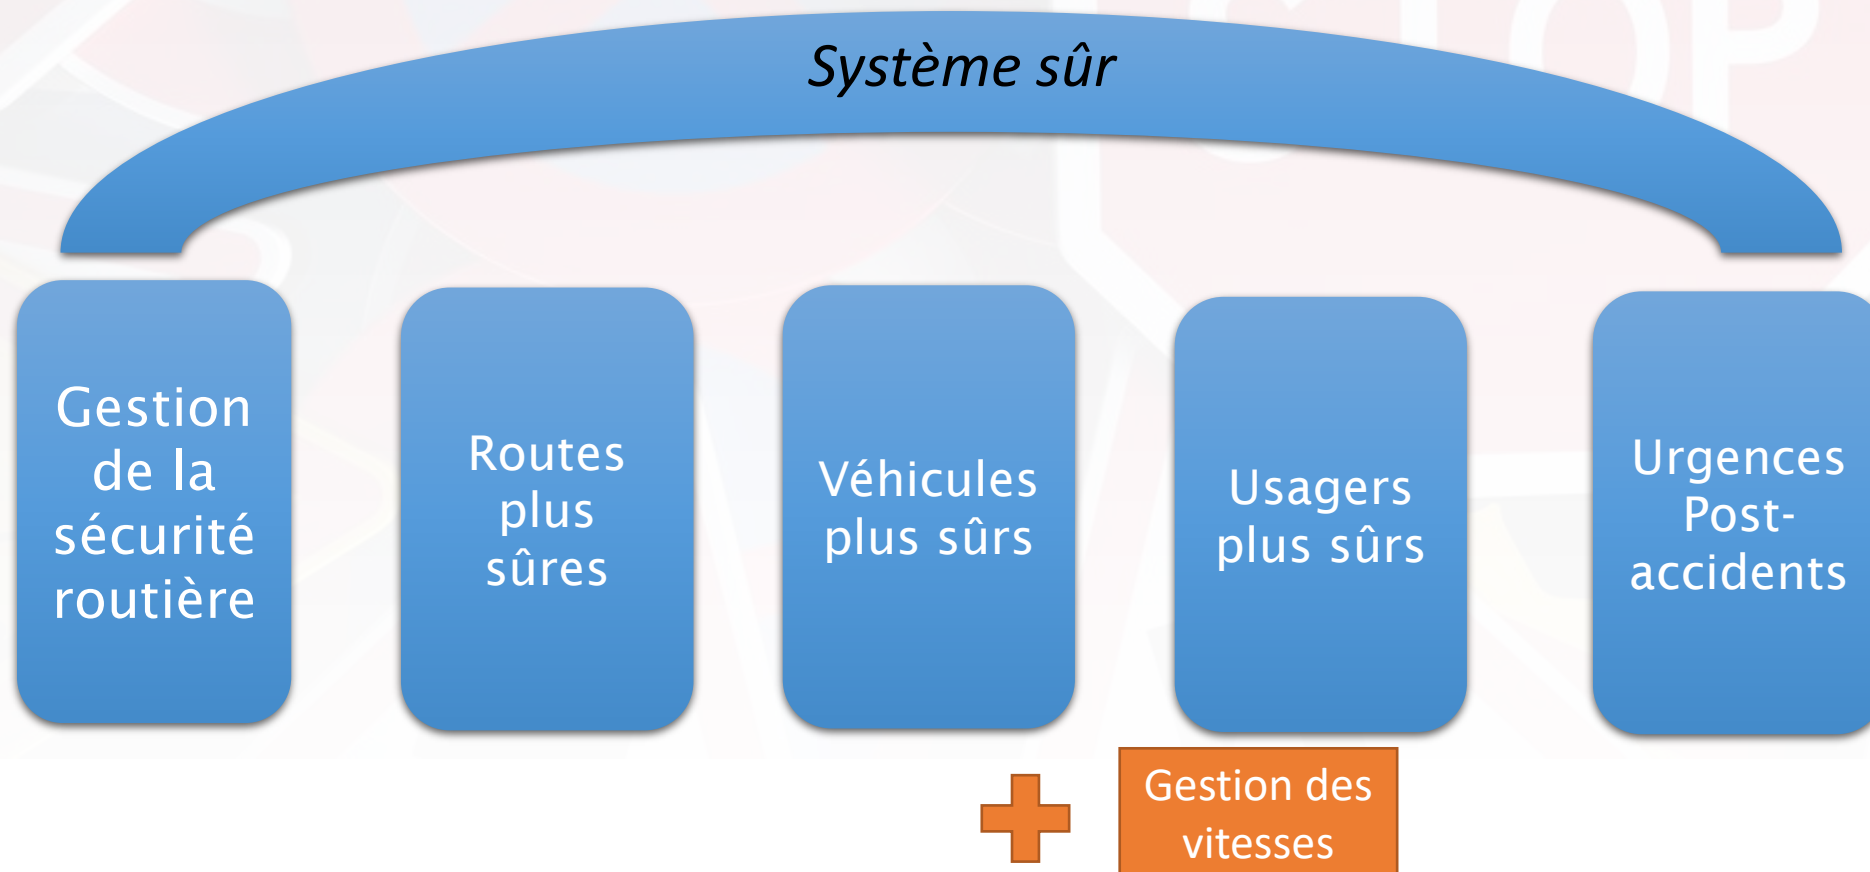 Système sûr
Gestion
de la
sécurité
routière
Routes
plus
sûres
Véhicules
plus sûrs
Usagers
plus sûrs
Urgences
Post-
accidents
Gestion des
vitesses
STOP